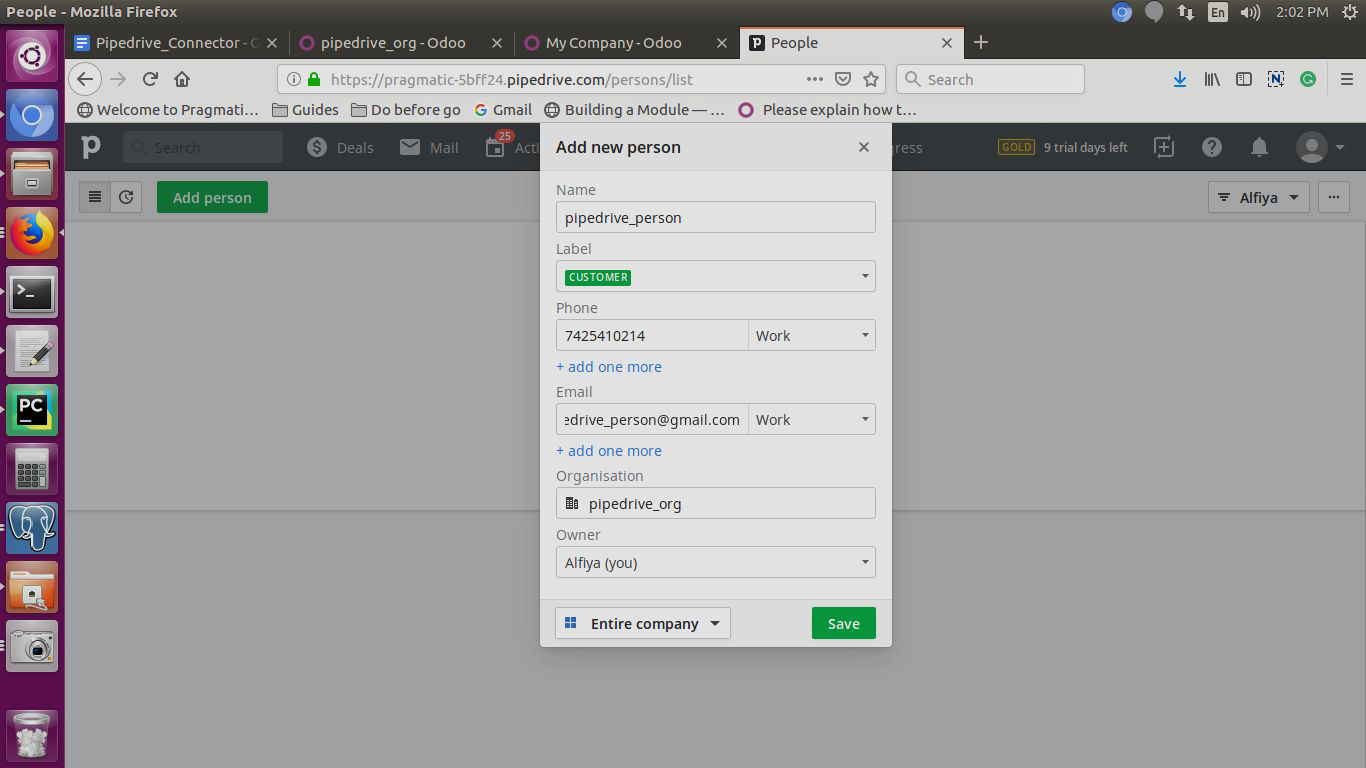 People - Mozilla Firefox
En
2:02 PM
Pipedrive_Connector - G
pipedrive_org - Odoo
My Company - Odoo
People
https://pragmatic-5bff24.pipedrive.com/persons/list
Search
Welcome to Pragmati…
Guides
Do before go
Gmail
Building a Module — …
Please explain how t…
Search
Deals
Mail
25
Acti
gress
GOLD
9 trial days left
Add person
Alfiya
Add new person
Name
pipedrive_person
Label
CUSTOMER
Phone
7425410214
Work
+ add one more
Email
edrive_person@gmail.com
Work
+ add one more
Organisation
pipedrive_org
Owner
Alfiya (you)
Entire company
Save
PC